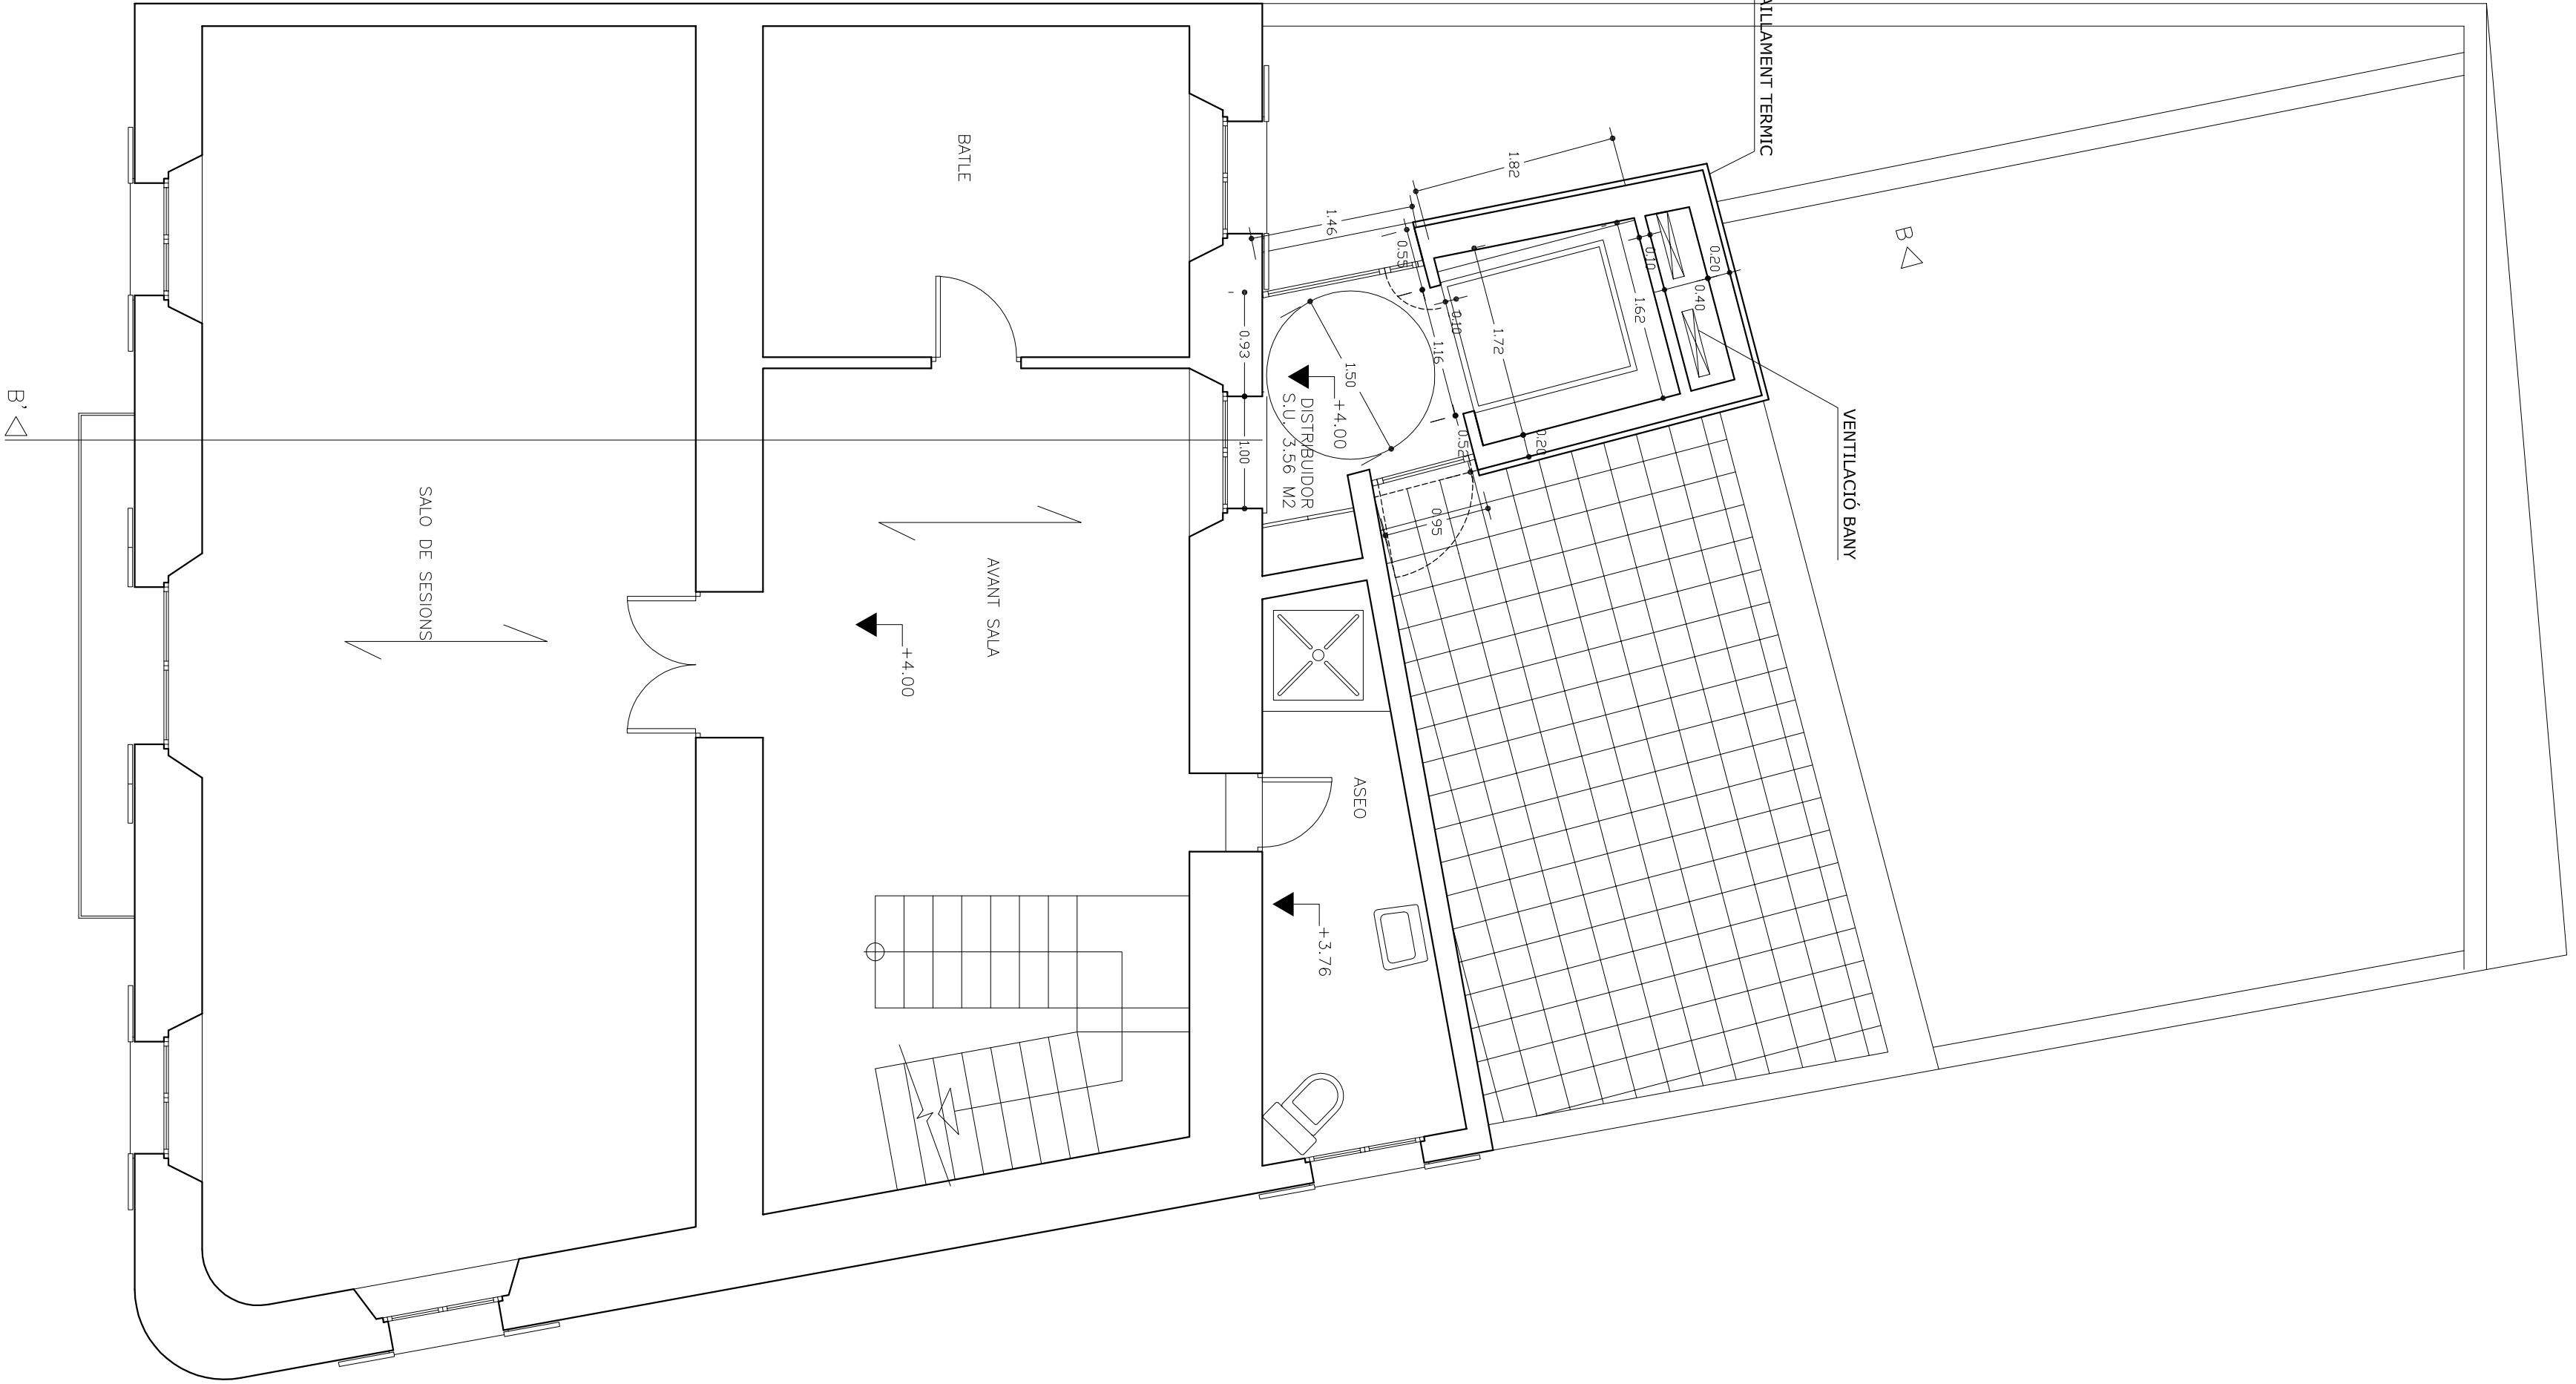 AILLAMENT TERMIC
BATLE
1.82
1.46
0.55
0.10
0.20
0.40
1.62
0.10
1.72
1.16
0.93
1.50
1.00
+4.00
DISTRIBUIDOR
S.U. 3.56 M2
0.52
0.20
0.95
VENTILACIÓ BANY
B
B'
SALO DE SESIONS
AVANT SALA
+4.00
ASEO
+3.76